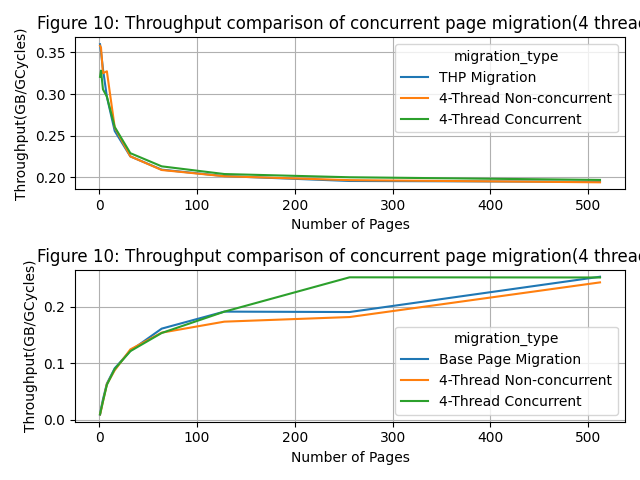 Figure 10: Throughput comparison of concurrent page migration(4 threa
Throughput(GB/GCycles)
0.35
0.30
0.25
0.20
migration_type
THP Migration
4-Thread Non-concurrent
4-Thread Concurrent
0 100 200 300 400 500
Number of Pages
Figure 10: Throughput comparison of concurrent page migration(4 threa
Throughput(GB/GCycles)
0.2
0.1
0.0
migration_type
Base Page Migration
4-Thread Non-concurrent
4-Thread Concurrent
0 100 200 300 400 500
Number of Pages